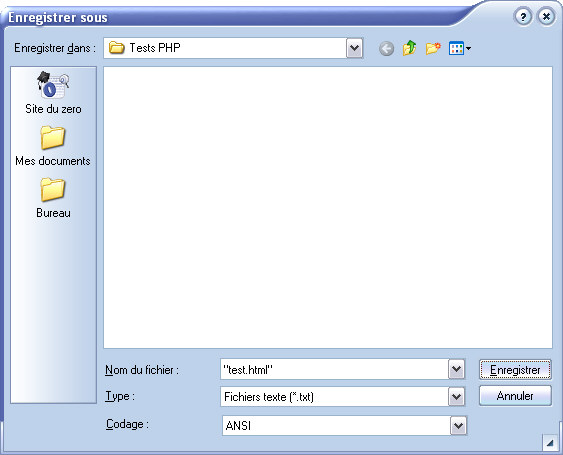 Enregistrer sous
Enregistrer dans : Tests PHP
Site du zero
Mes documents
Bureau
Nom du fichier : "test.html" Enregistrer
Type : Fichiers texte (*.txt) Annuler
Codage : ANSI